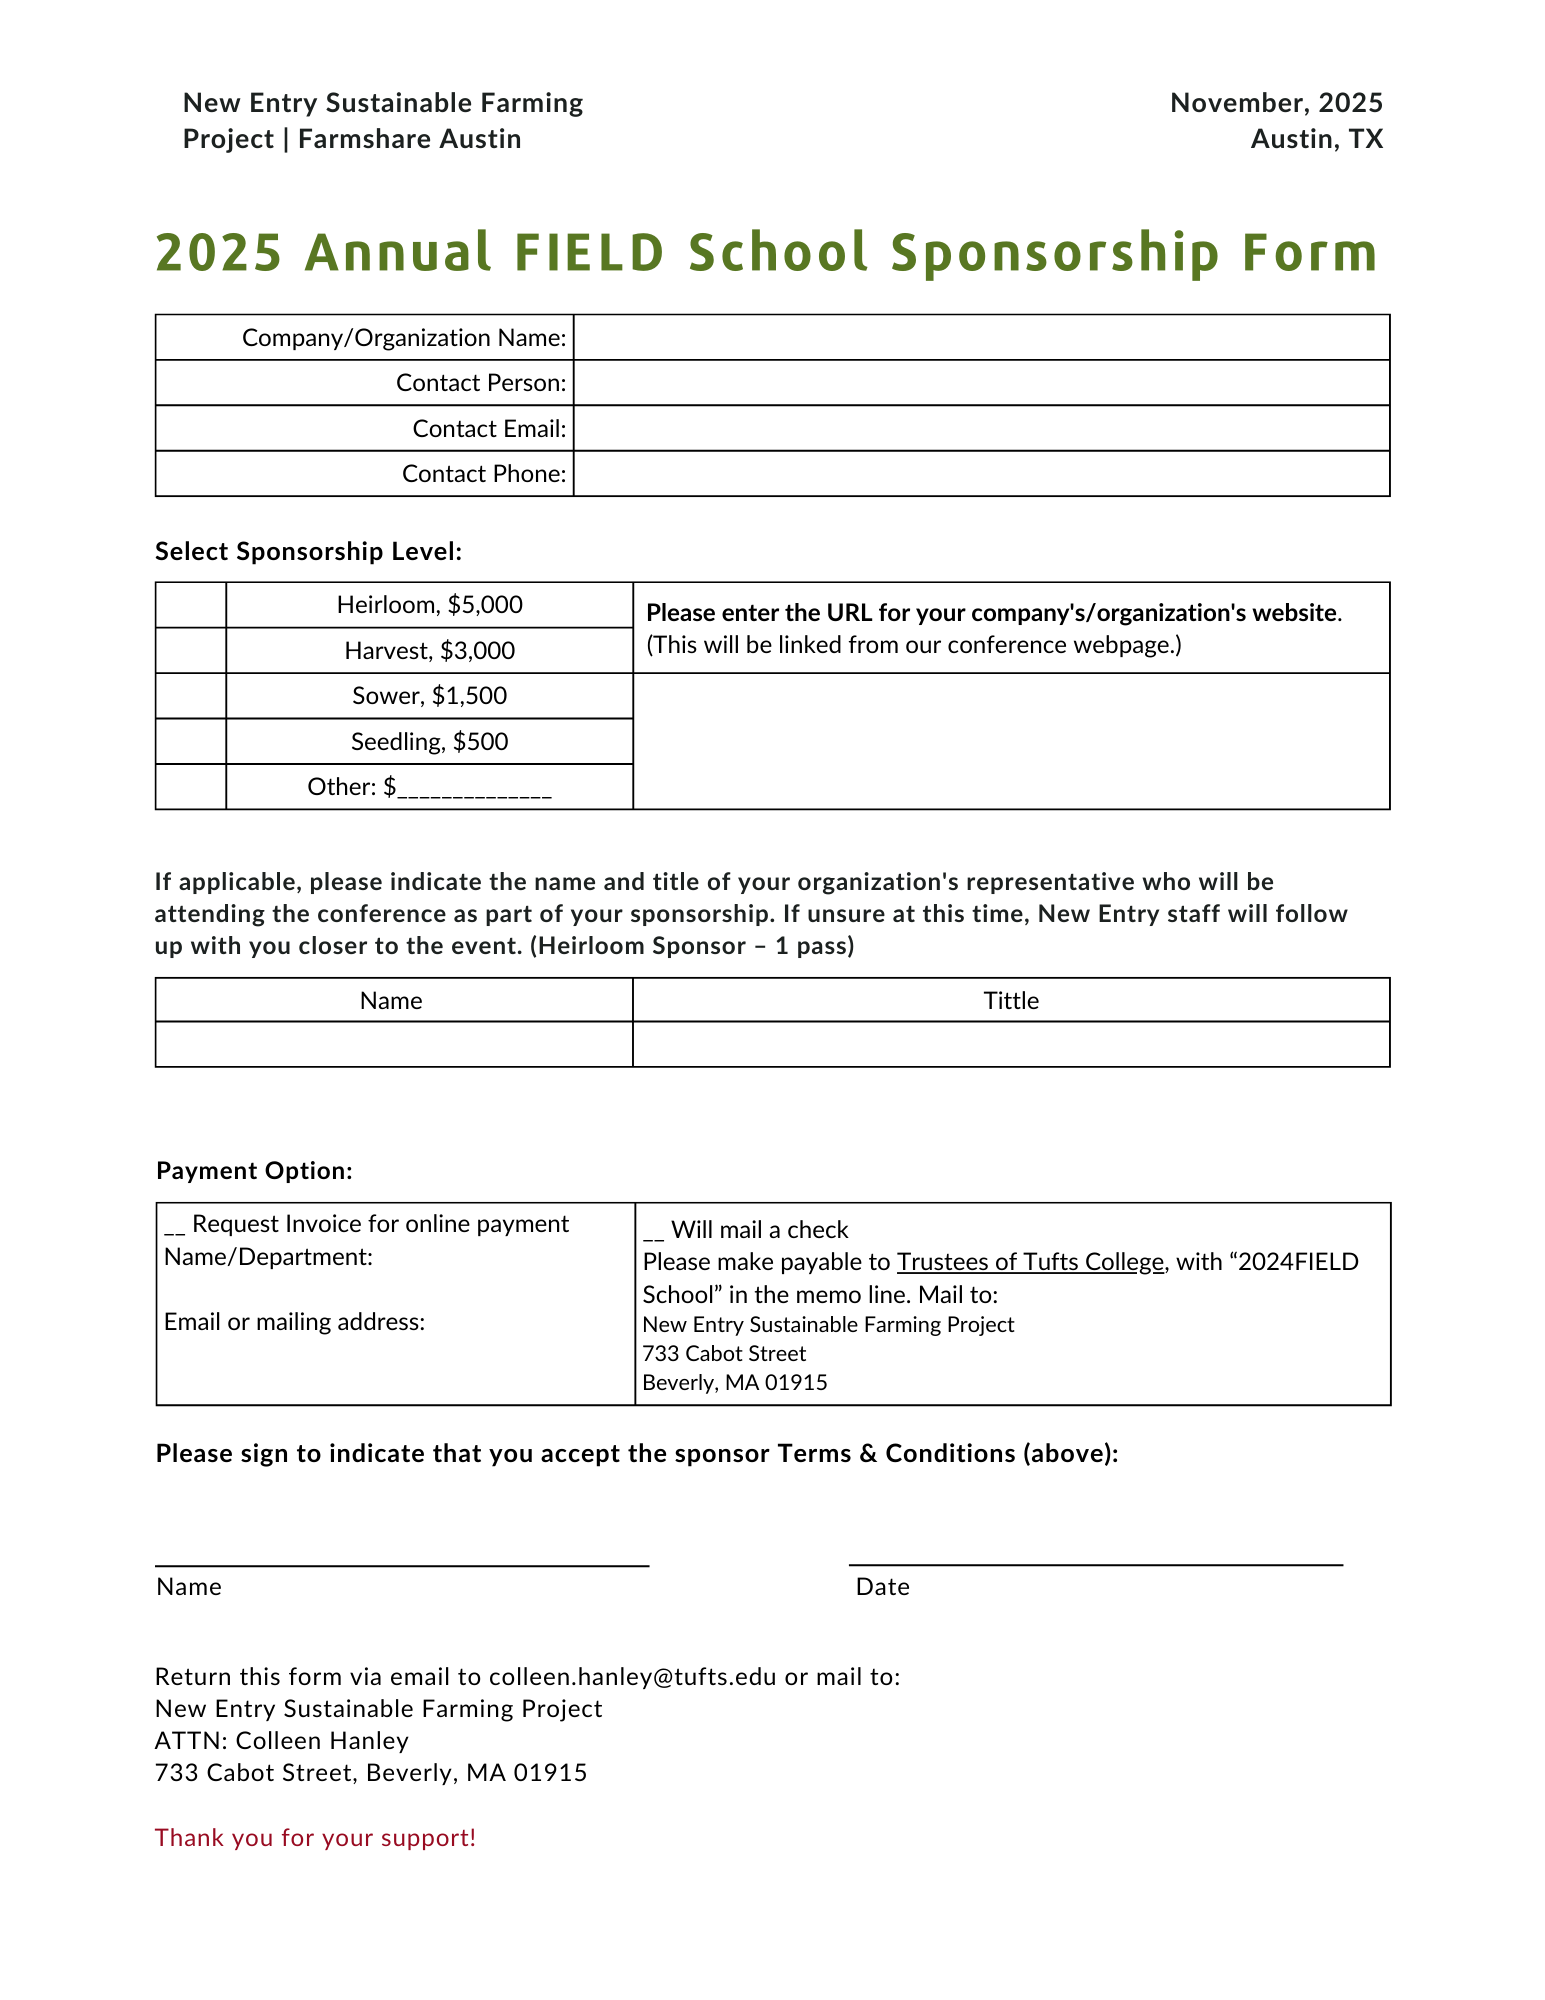 New Entry Sustainable Farming
Project | Farmshare Austin
November, 2025
Austin, TX
2025 Annual FIELD School Sponsorship Form
Company/Organization Name:
Contact Person:
Contact Email:
Contact Phone:
Select Sponsorship Level:
Heirloom, $5,000
Harvest, $3,000
Sower, $1,500
Seedling, $500
Other: $______________
Please enter the URL for your company's/organization's website.
(This will be linked from our conference webpage.)
If applicable, please indicate the name and title of your organization's representative who will be
attending the conference as part of your sponsorship. If unsure at this time, New Entry staff will follow
up with you closer to the event. (Heirloom Sponsor – 1 pass)
Name
Tittle
Payment Option:
__ Request Invoice for online payment
Name/Department:
Email or mailing address:
__ Will mail a check
Please make payable to Trustees of Tufts College, with “2024FIELD
School” in the memo line. Mail to:
New Entry Sustainable Farming Project
733 Cabot Street
Beverly, MA 01915
Please sign to indicate that you accept the sponsor Terms & Conditions (above):
Name
Date
Return this form via email to colleen.hanley@tufts.edu or mail to:
New Entry Sustainable Farming Project
ATTN: Colleen Hanley
733 Cabot Street, Beverly, MA 01915
Thank you for your support!